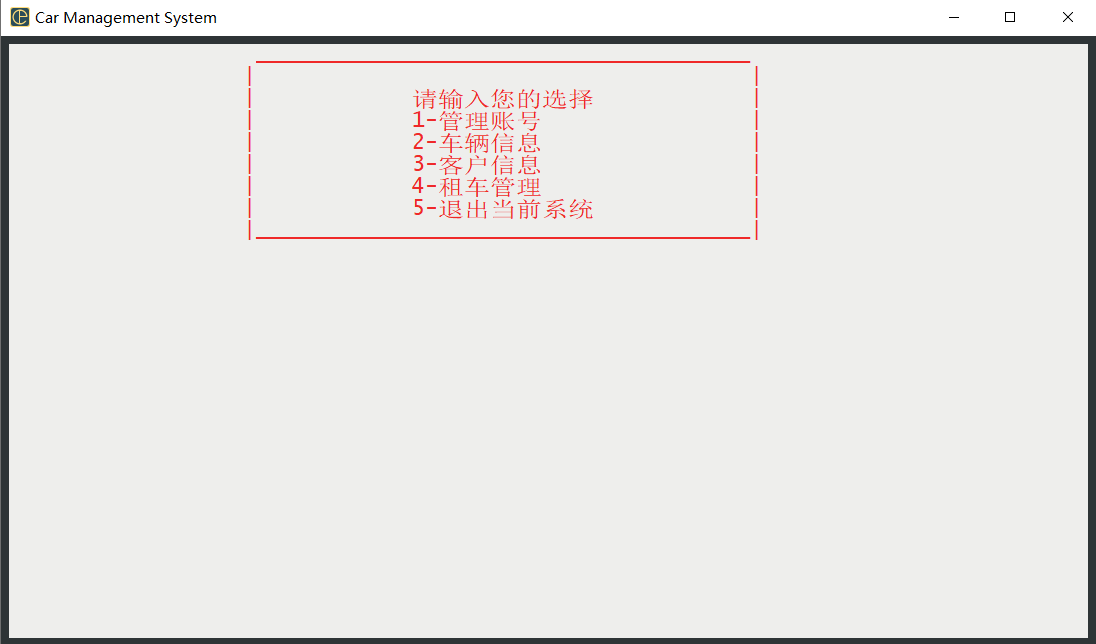 Car Management System
请输入您的选择
1-管理账号
2-车辆信息
3-客户信息
4-租车管理
5-退出当前系统